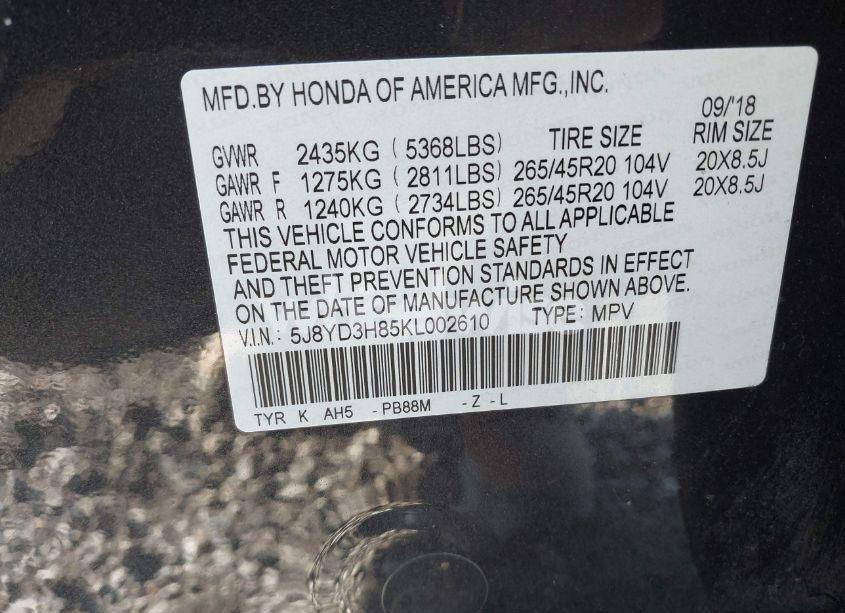 MFD.BY HONDA OF AMERICA MFG.,INC.
09/'18
TIRE SIZE RIM SIZE
GVWR 2435KG ( 5368LBS)
GAWR F 1275KG ( 2811LBS) 265/45R20 104V 20X8.5J
GAWR R 1240KG ( 2734LBS) 265/45R20 104V 20X8.5J
THIS VEHICLE CONFORMS TO ALL APPLICABLE
FEDERAL MOTOR VEHICLE SAFETY
AND THEFT PREVENTION STANDARDS IN EFFECT
ON THE DATE OF MANUFACTURE SHOWN ABOVE.
V.I.N: 5J8YD3H85KL002610 TYPE: MPV
TYR K AH5 -PB88M -Z -L